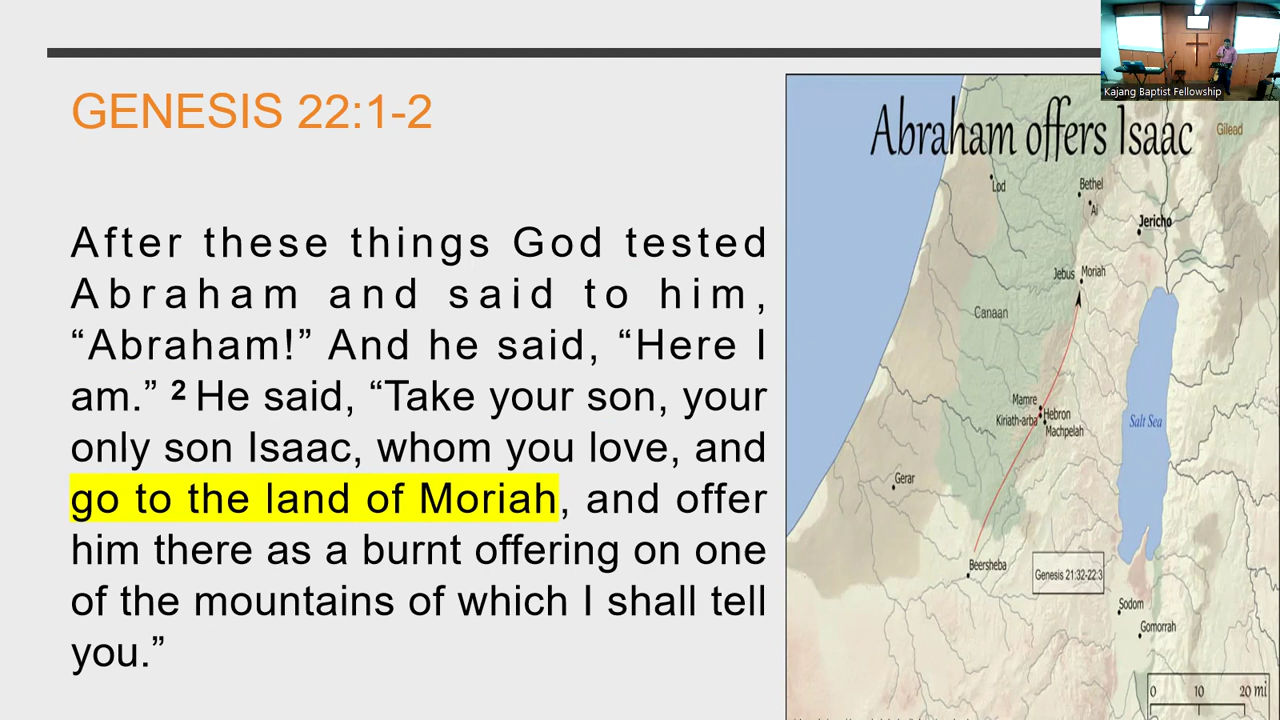 GENESIS 22:1-2
After these things God tested
Abraham and said to him,
“Abraham!” And he said, “Here I
am.” ² He said, “Take your son, your
only son Isaac, whom you love, and
go to the land of Moriah, and offer
him there as a burnt offering on one
of the mountains of which I shall tell
you.”
Kajang Baptist Fellowship
Abraham offers Isaac
Gilead
Lod
Bethel
Ai
Jericho
Jebus
Moriah
Canaan
Mamre
Kiriath-arba
Hebron
Machpelah
Salt Sea
Gerar
Beersheba
Genesis 21:32-22:3
Sodom
Gomorrah
0 10 20 mi